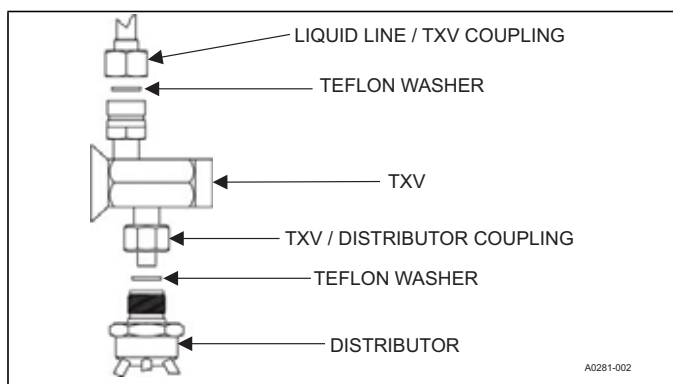 LIQUID LINE / TXV COUPLING
TEFLON WASHER
TXV
TXV / DISTRIBUTOR COUPLING
TEFLON WASHER
DISTRIBUTOR
A0281-002